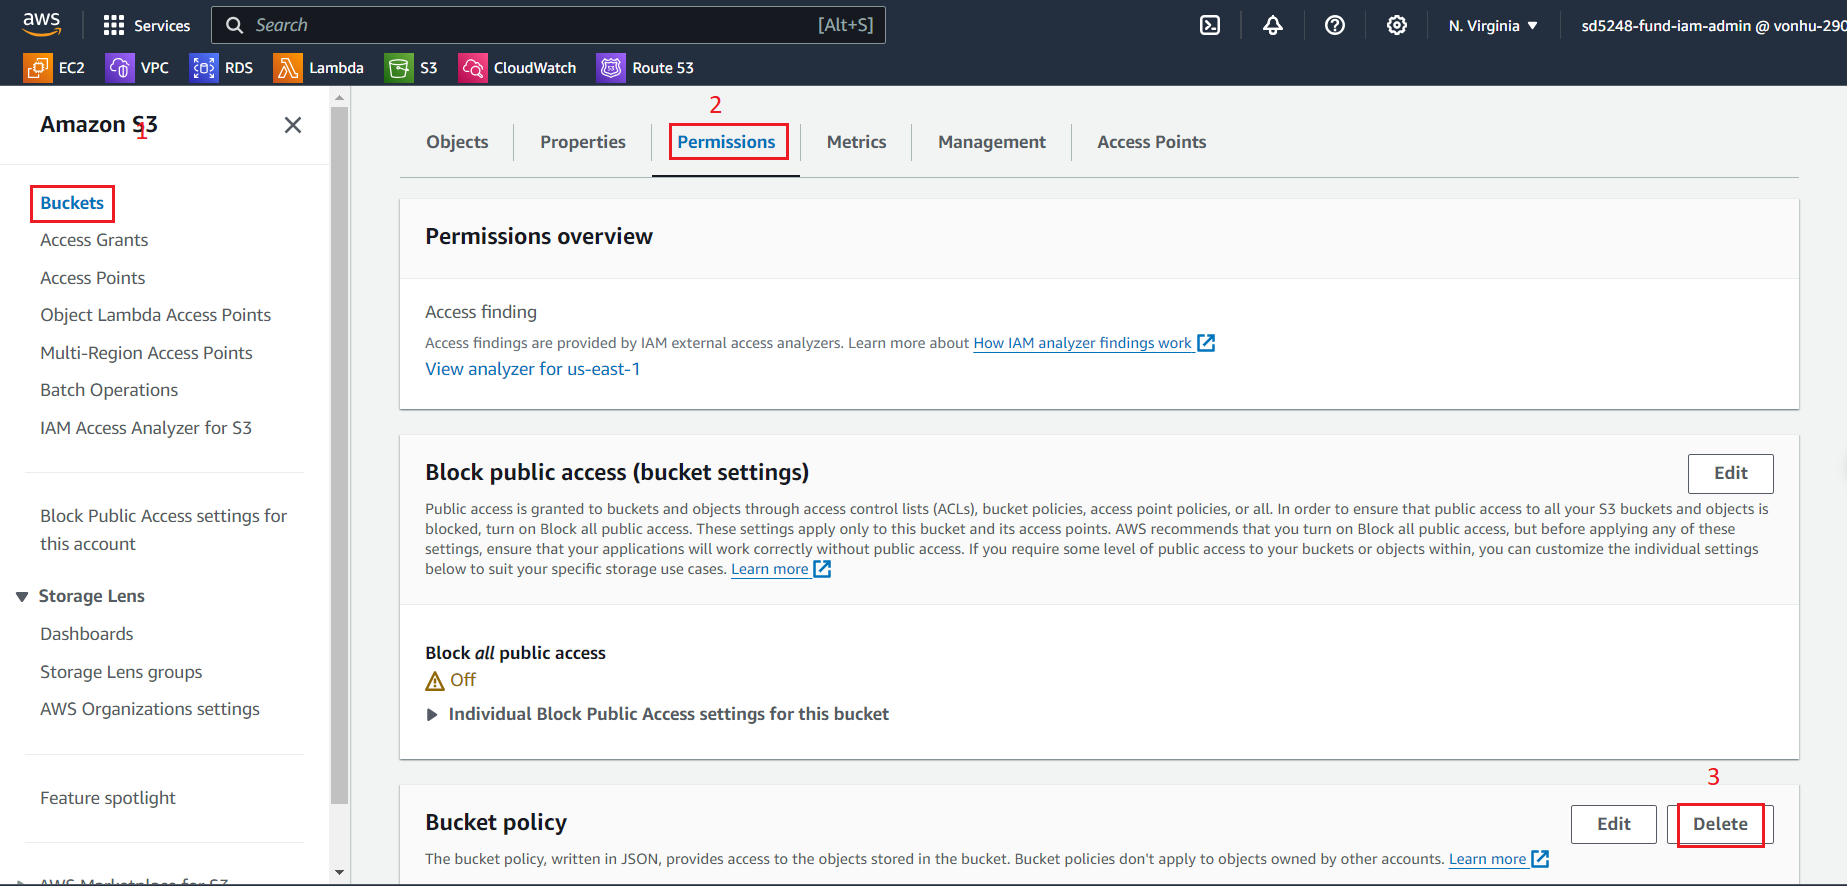 aws
Services
Search
[Alt+S]
N. Virginia
sd5248-fund-iam-admin @ vonhu-290
EC2
VPC
RDS
Lambda
S3
CloudWatch
Route 53
Amazon S3
1
Buckets
Access Grants
Access Points
Object Lambda Access Points
Multi-Region Access Points
Batch Operations
IAM Access Analyzer for S3
Block Public Access settings for
this account
Storage Lens
Dashboards
Storage Lens groups
AWS Organizations settings
Feature spotlight
AWS Marketplace for S3
2
Objects
Properties
Permissions
Metrics
Management
Access Points
Permissions overview
Access finding
Access findings are provided by IAM external access analyzers. Learn more about How IAM analyzer findings work
View analyzer for us-east-1
Block public access (bucket settings)
Edit
Public access is granted to buckets and objects through access control lists (ACLs), bucket policies, access point policies, or all. In order to ensure that public access to all your S3 buckets and objects is
blocked, turn on Block all public access. These settings apply only to this bucket and its access points. AWS recommends that you turn on Block all public access, but before applying any of these
settings, ensure that your applications will work correctly without public access. If you require some level of public access to your buckets or objects within, you can customize the individual settings
below to suit your specific storage use cases. Learn more
Block all public access
Off
Individual Block Public Access settings for this bucket
3
Bucket policy
Edit
Delete
The bucket policy, written in JSON, provides access to the objects stored in the bucket. Bucket policies don't apply to objects owned by other accounts. Learn more